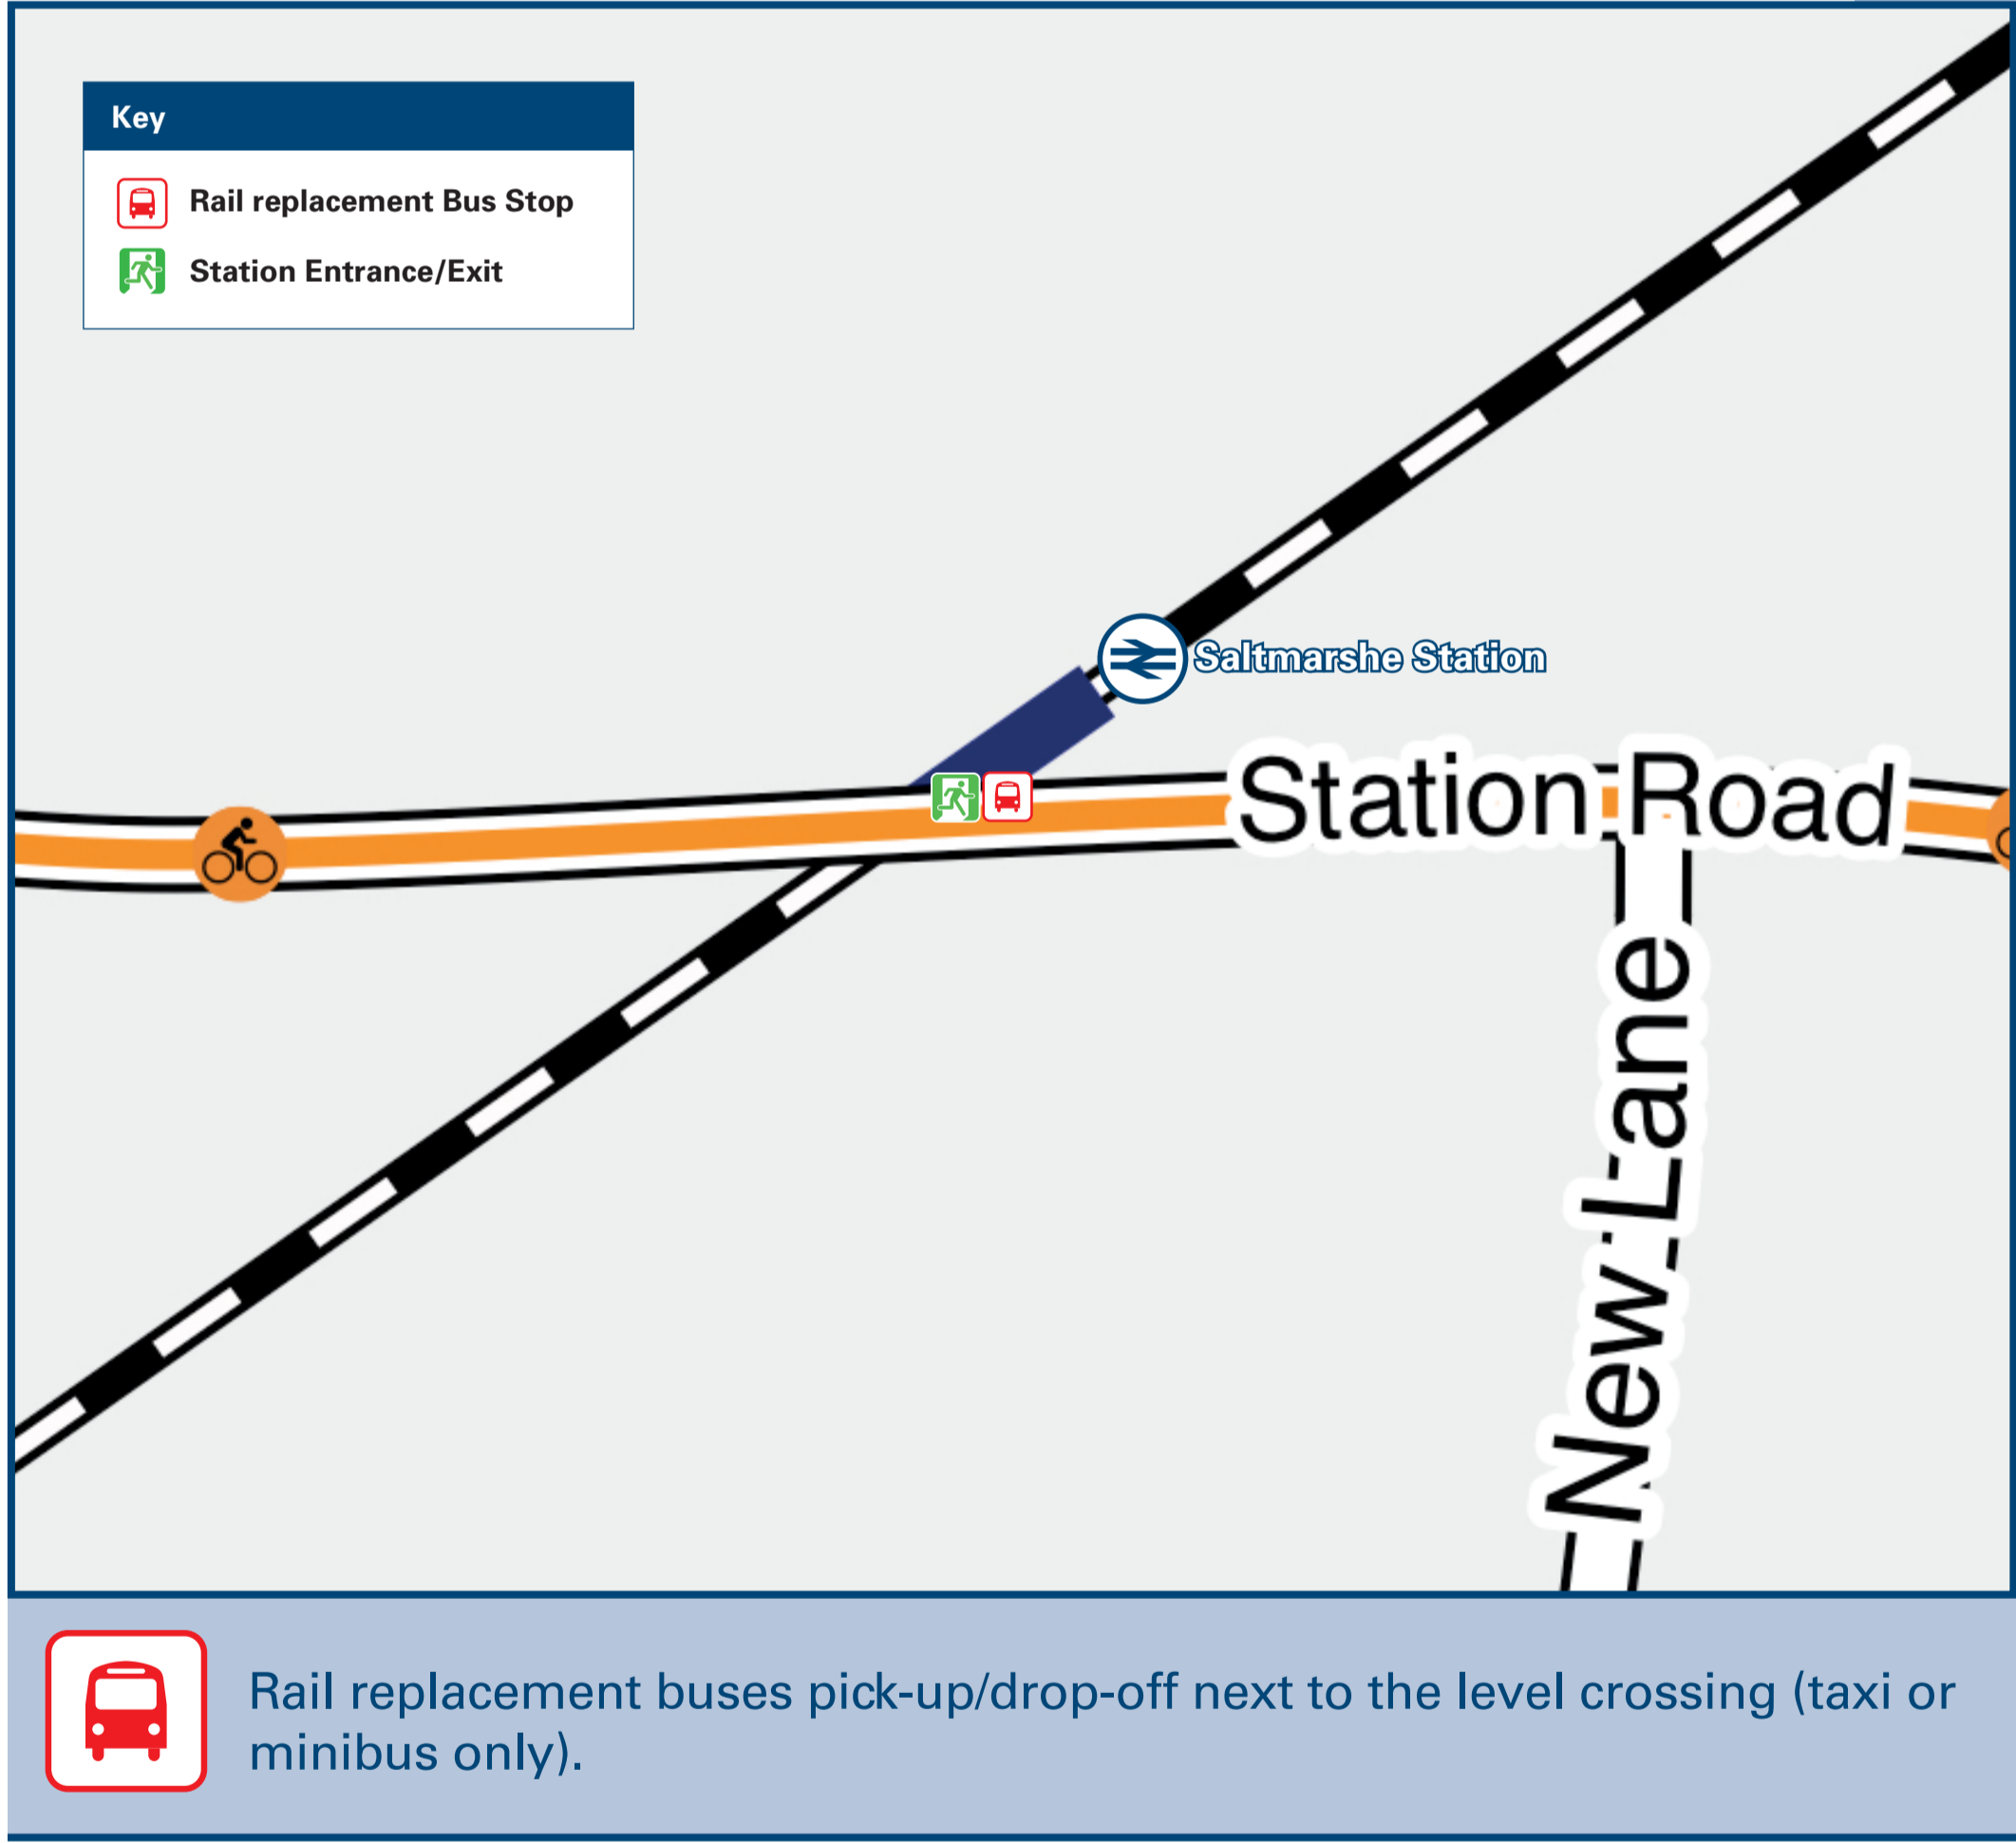 Key
Rail replacement Bus Stop
Station Entrance/Exit
Saltmarshe Station
Station Road
New Lane
Rail replacement buses pick-up/drop-off next to the level crossing (taxi or
minibus only).